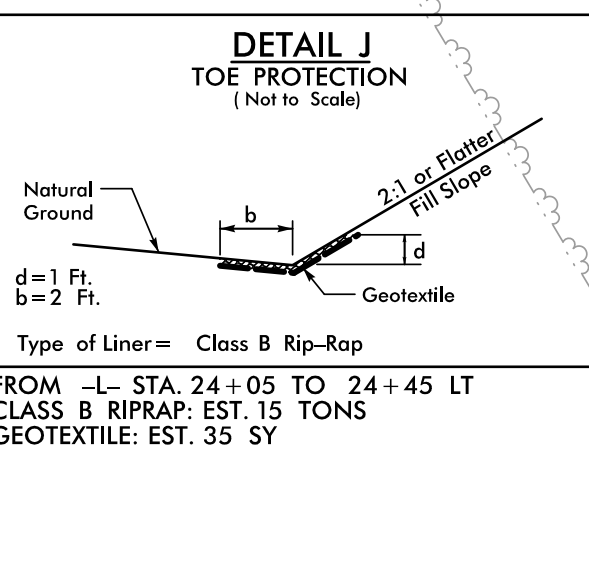 DETAIL J
TOE PROTECTION
( Not to Scale)
2:1 or Flatter
Fill Slope
Natural
Ground
b
d
d=1 Ft.
b=2 Ft.
Geotextile
Type of Liner= Class B Rip-Rap
FROM -L- STA. 24+05 TO 24+45 LT
CLASS B RIPRAP: EST. 15 TONS
GEOTEXTILE: EST. 35 SY